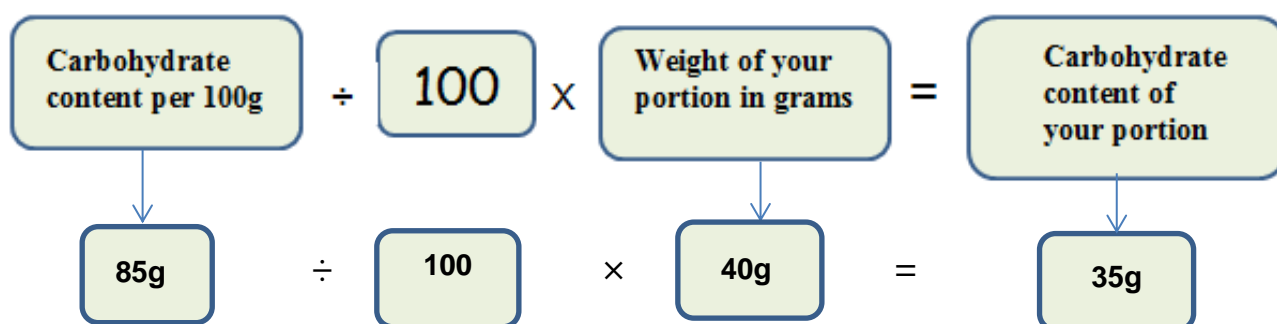 Carbohydrate
content per 100g
÷
100
X
Weight of your
portion in grams
=
Carbohydrate
content of
your portion
85g
÷
100
×
40g
=
35g